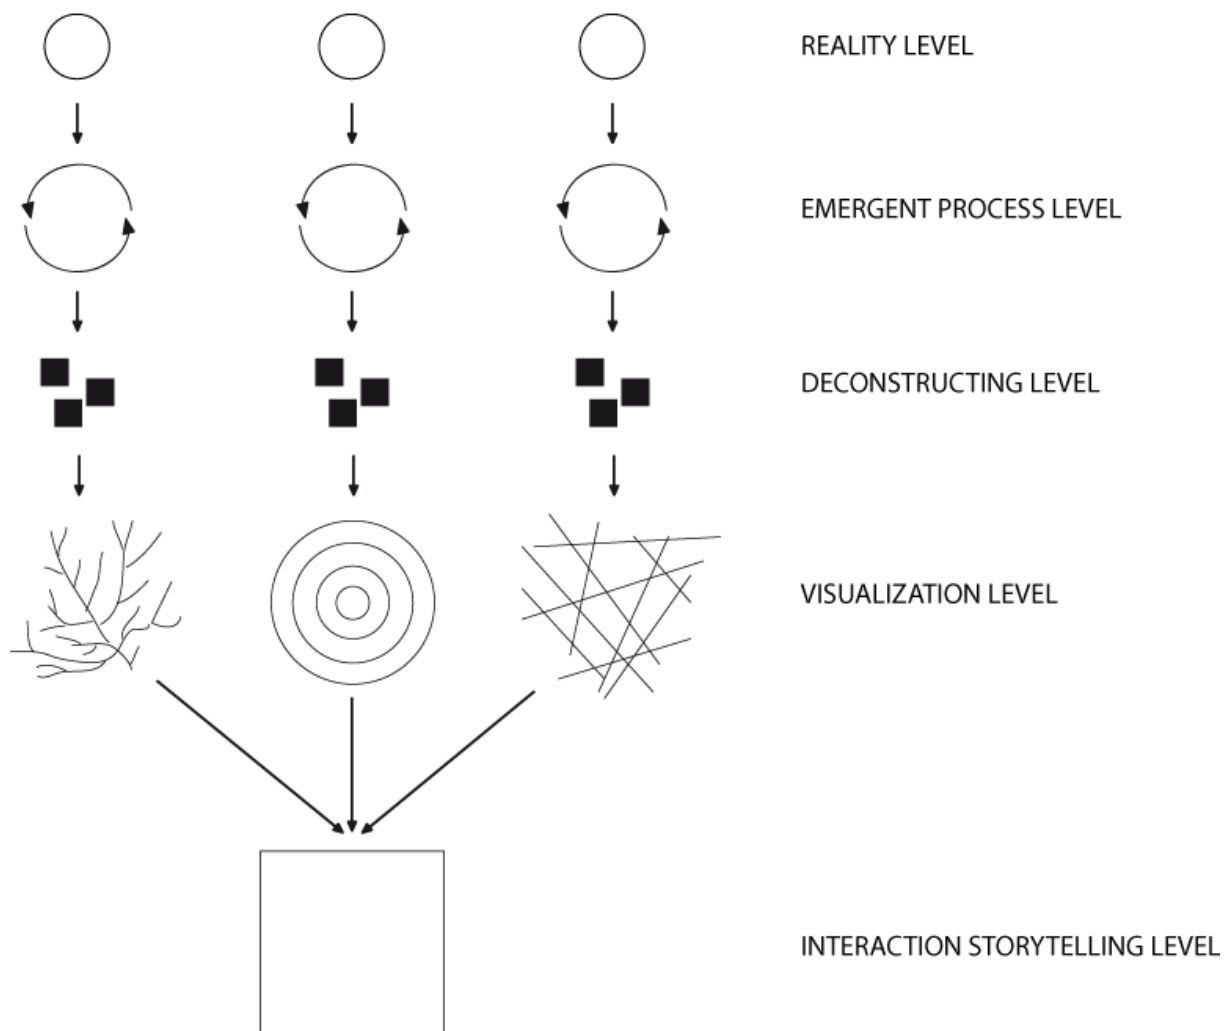 REALITY LEVEL
EMERGENT PROCESS LEVEL
DECONSTRUCTING LEVEL
VISUALIZATION LEVEL
INTERACTION STORYTELLING LEVEL